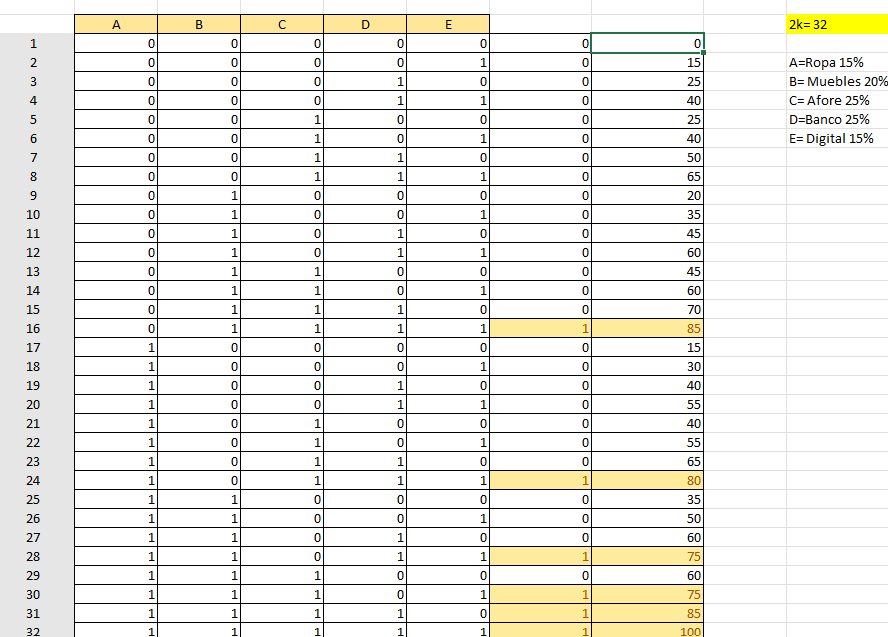 A B C D E 2k= 32
1 0 0 0 0 0 0 0
2 0 0 0 0 1 0 15 A=Ropa 15%
3 0 0 0 1 0 0 25 B= Muebles 20%
4 0 0 0 1 1 0 40 C= Afore 25%
5 0 0 1 0 0 0 25 D=Banco 25%
6 0 0 1 0 1 0 40 E= Digital 15%
7 0 0 1 1 0 0 50
8 0 0 1 1 1 0 65
9 0 1 0 0 0 0 20
10 0 1 0 0 1 0 35
11 0 1 0 1 0 0 45
12 0 1 0 1 1 0 60
13 0 1 1 0 0 0 45
14 0 1 1 0 1 0 60
15 0 1 1 1 0 0 70
16 0 1 1 1 1 1 85
17 1 0 0 0 0 0 15
18 1 0 0 0 1 0 30
19 1 0 0 1 0 0 40
20 1 0 0 1 1 0 55
21 1 0 1 0 0 0 40
22 1 0 1 0 1 0 55
23 1 0 1 1 0 0 65
24 1 0 1 1 1 1 80
25 1 1 0 0 0 0 35
26 1 1 0 0 1 0 50
27 1 1 0 1 0 0 60
28 1 1 0 1 1 1 75
29 1 1 1 0 0 0 60
30 1 1 1 0 1 1 75
31 1 1 1 1 0 1 85
32 1 1 1 1 1 1 100